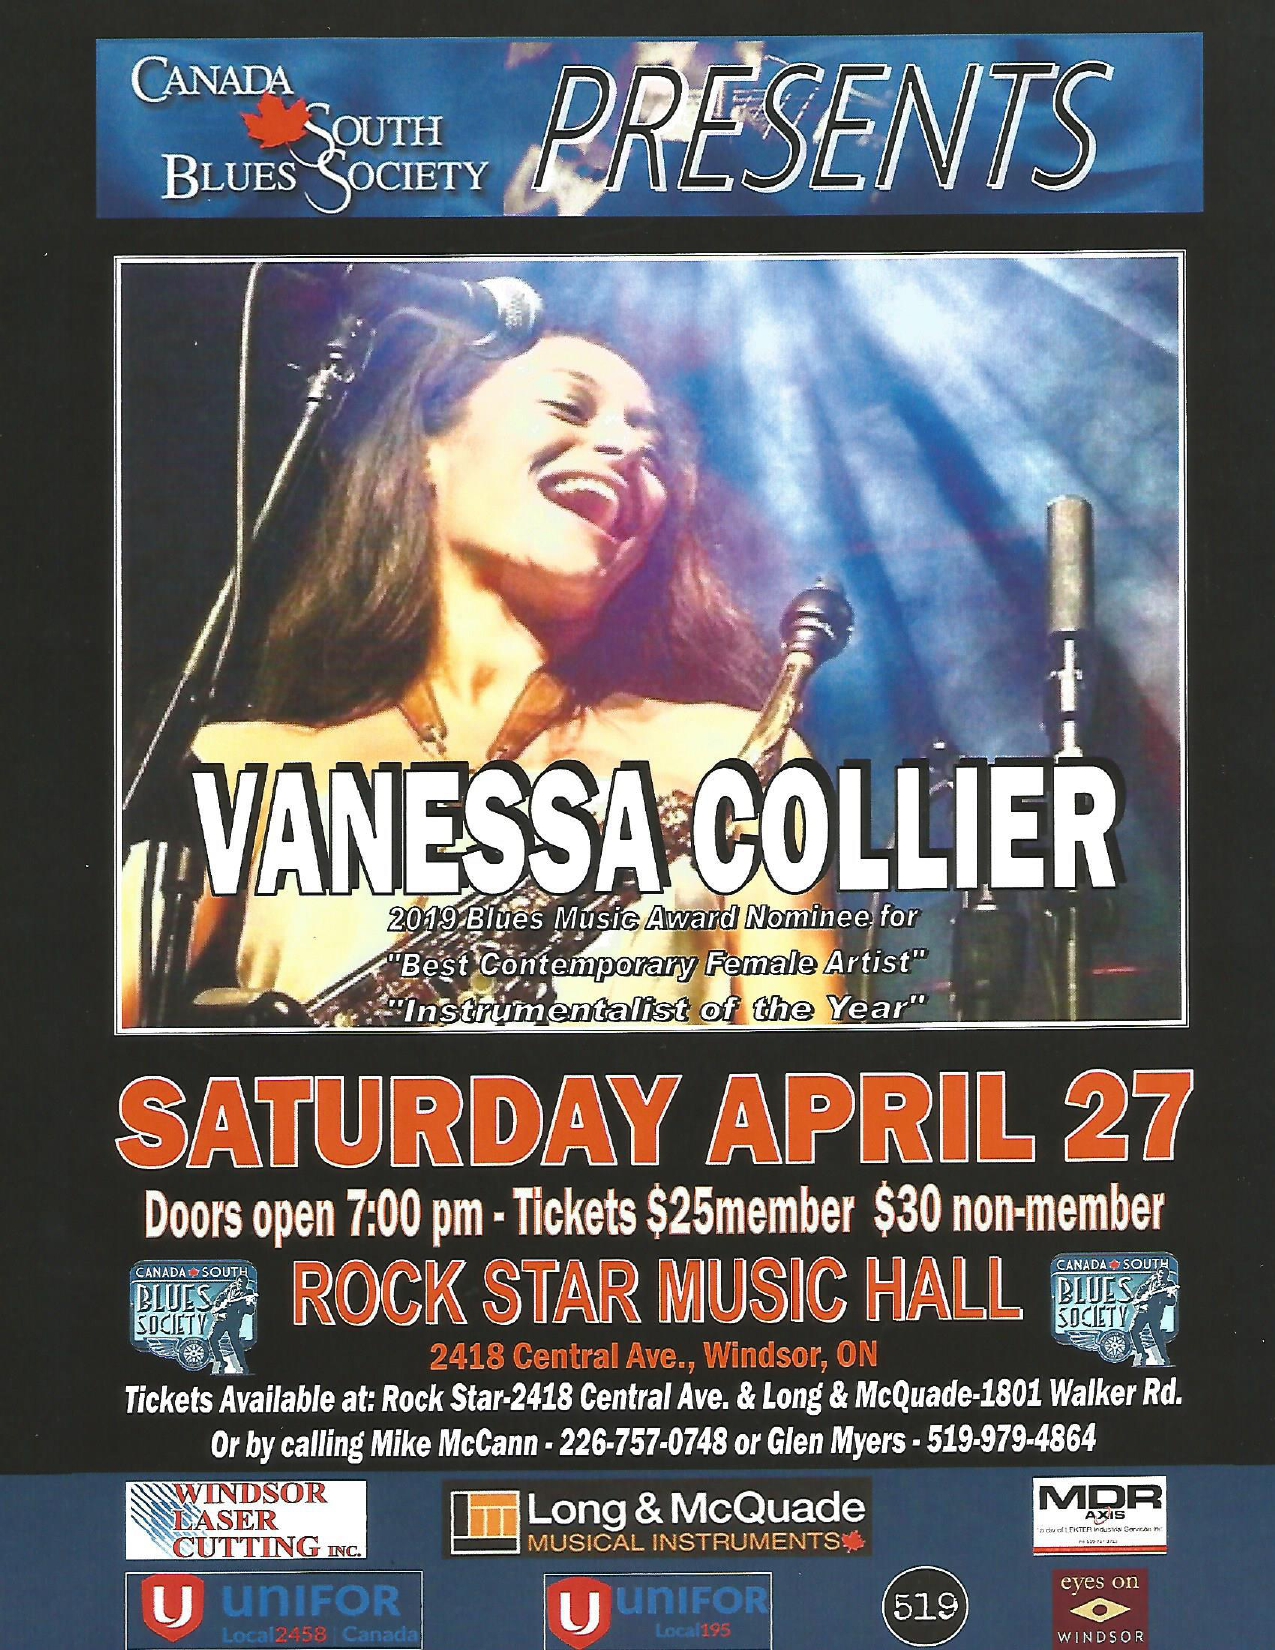 CANADA
SOUTH
BLUES SOCIETY
PRESENTS
VANESSA COLLIER
2019 Blues Music Award Nominee for
"Best Contemporary Female Artist"
"Instrumentalist of the Year"
SATURDAY APRIL 27
Doors open 7:00 pm - Tickets $25member $30 non-member
CANADA SOUTH
BLUES
SOCIETY
ROCK STAR MUSIC HALL
CANADA SOUTH
BLUES
SOCIETY
2418 Central Ave., Windsor, ON
Tickets Available at: Rock Star-2418 Central Ave. & Long & McQuade-1801 Walker Rd.
Or by calling Mike McCann - 226-757-0748 or Glen Myers - 519-979-4864
WINDSOR
LASER
CUTTING INC.
Long & McQuade
MUSICAL INSTRUMENTS
MDR
AXIS
UNIFOR
Local2458 | Canada
UNIFOR
Local195
519
eyes on
WINDSOR